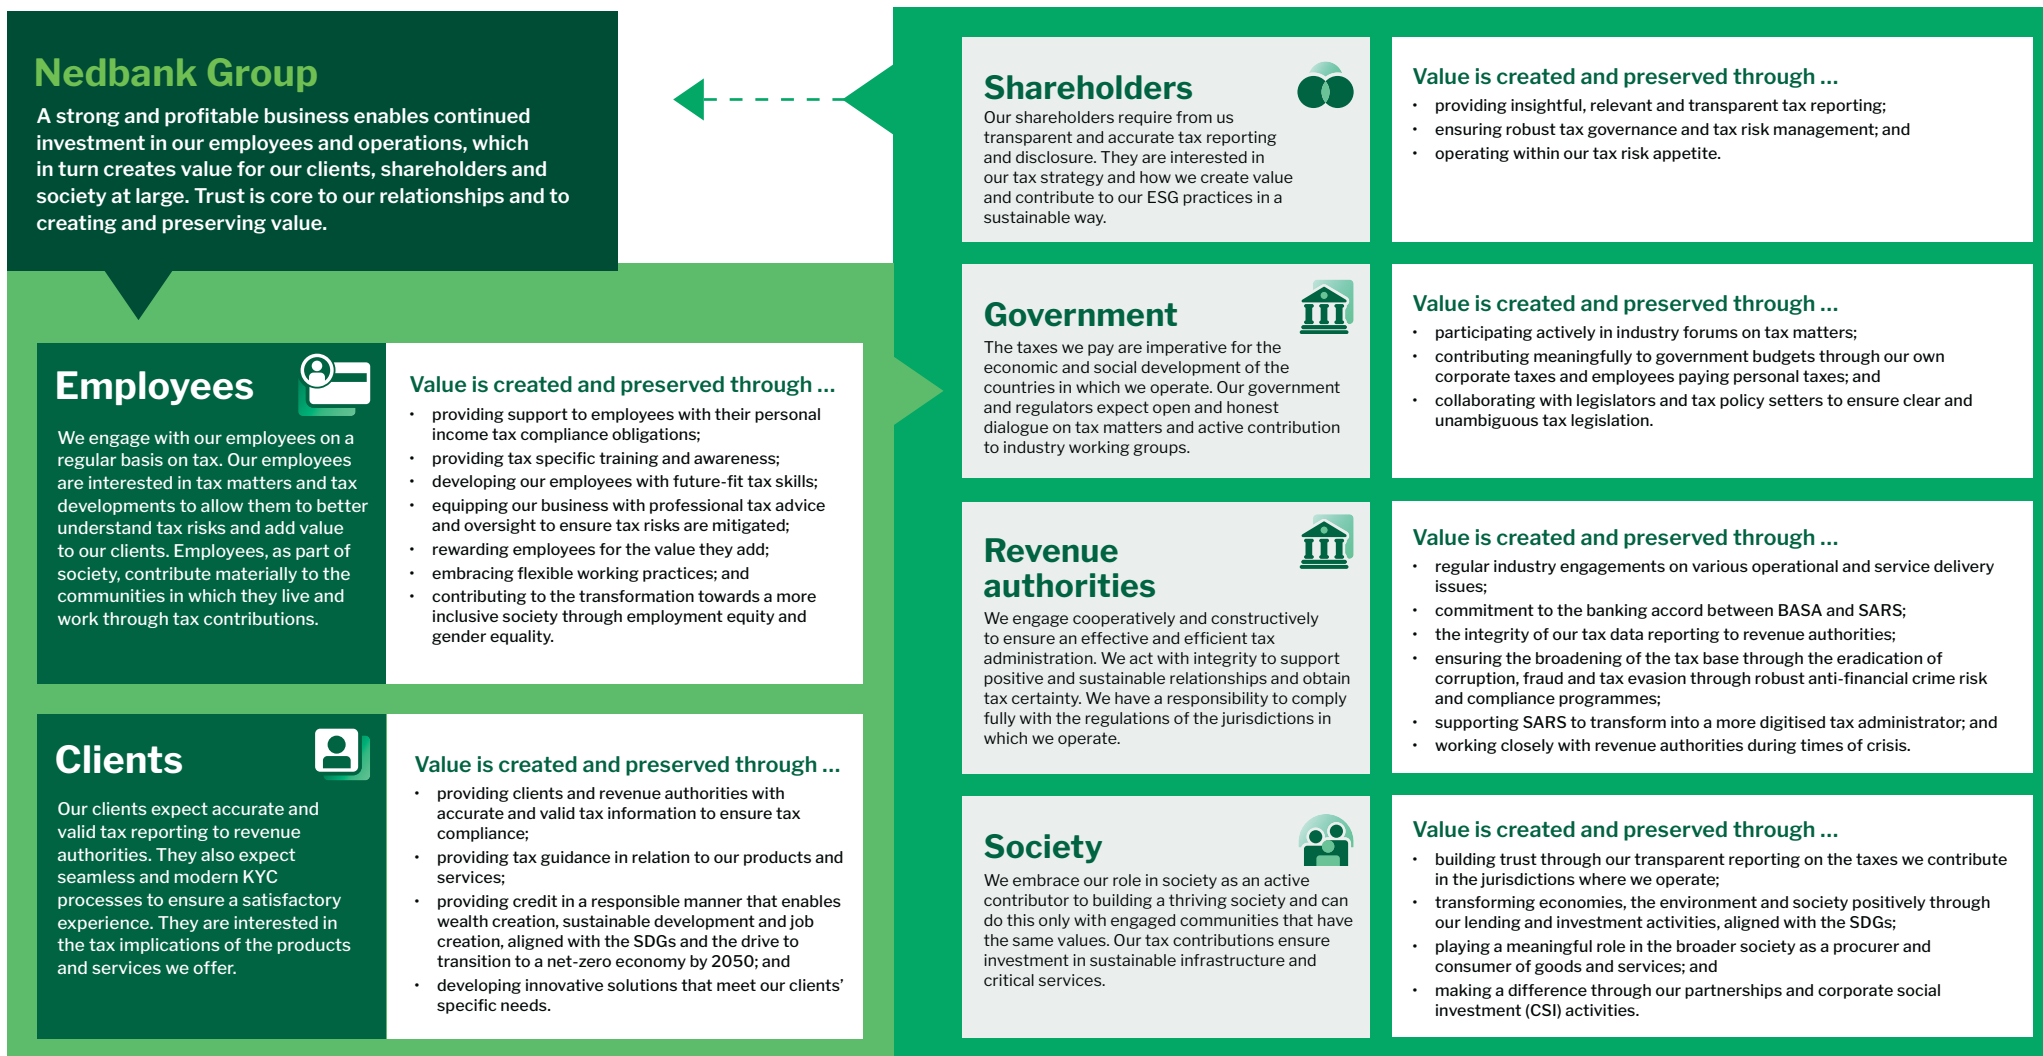 Nedbank Group
A strong and profitable business enables continued
investment in our employees and operations, which
in turn creates value for our clients, shareholders and
society at large. Trust is core to our relationships and to
creating and preserving value.
Employees
We engage with our employees on a
regular basis on tax. Our employees
are interested in tax matters and tax
developments to allow them to better
understand tax risks and add value
to our clients. Employees, as part of
society, contribute materially to the
communities in which they live and
work through tax contributions.
Value is created and preserved through ...
• providing support to employees with their personal
income tax compliance obligations;
• providing tax specific training and awareness;
• developing our employees with future-fit tax skills;
• equipping our business with professional tax advice
and oversight to ensure tax risks are mitigated;
• rewarding employees for the value they add;
• embracing flexible working practices; and
• contributing to the transformation towards a more
inclusive society through employment equity and
gender equality.
Clients
Our clients expect accurate and
valid tax reporting to revenue
authorities. They also expect
seamless and modern KYC
processes to ensure a satisfactory
experience. They are interested in
the tax implications of the products
and services we offer.
Value is created and preserved through ...
• providing clients and revenue authorities with
accurate and valid tax information to ensure tax
compliance;
• providing tax guidance in relation to our products and
services;
• providing credit in a responsible manner that enables
wealth creation, sustainable development and job
creation, aligned with the SDGs and the drive to
transition to a net-zero economy by 2050; and
• developing innovative solutions that meet our clients’
specific needs.
Shareholders
Our shareholders require from us
transparent and accurate tax reporting
and disclosure. They are interested in
our tax strategy and how we create value
and contribute to our ESG practices in a
sustainable way.
Value is created and preserved through ...
• providing insightful, relevant and transparent tax reporting;
• ensuring robust tax governance and tax risk management; and
• operating within our tax risk appetite.
Government
The taxes we pay are imperative for the
economic and social development of the
countries in which we operate. Our government
and regulators expect open and honest
dialogue on tax matters and active contribution
to industry working groups.
Value is created and preserved through ...
• participating actively in industry forums on tax matters;
• contributing meaningfully to government budgets through our own
corporate taxes and employees paying personal taxes; and
• collaborating with legislators and tax policy setters to ensure clear and
unambiguous tax legislation.
Revenue
authorities
We engage cooperatively and constructively
to ensure an effective and efficient tax
administration. We act with integrity to support
positive and sustainable relationships and obtain
tax certainty. We have a responsibility to comply
fully with the regulations of the jurisdictions in
which we operate.
Value is created and preserved through ...
• regular industry engagements on various operational and service delivery
issues;
• commitment to the banking accord between BASA and SARS;
• the integrity of our tax data reporting to revenue authorities;
• ensuring the broadening of the tax base through the eradication of
corruption, fraud and tax evasion through robust anti-financial crime risk
and compliance programmes;
• supporting SARS to transform into a more digitised tax administrator; and
• working closely with revenue authorities during times of crisis.
Society
We embrace our role in society as an active
contributor to building a thriving society and can
do this only with engaged communities that have
the same values. Our tax contributions ensure
investment in sustainable infrastructure and
critical services.
Value is created and preserved through ...
• building trust through our transparent reporting on the taxes we contribute
in the jurisdictions where we operate;
• transforming economies, the environment and society positively through
our lending and investment activities, aligned with the SDGs;
• playing a meaningful role in the broader society as a procurer and
consumer of goods and services; and
• making a difference through our partnerships and corporate social
investment (CSI) activities.